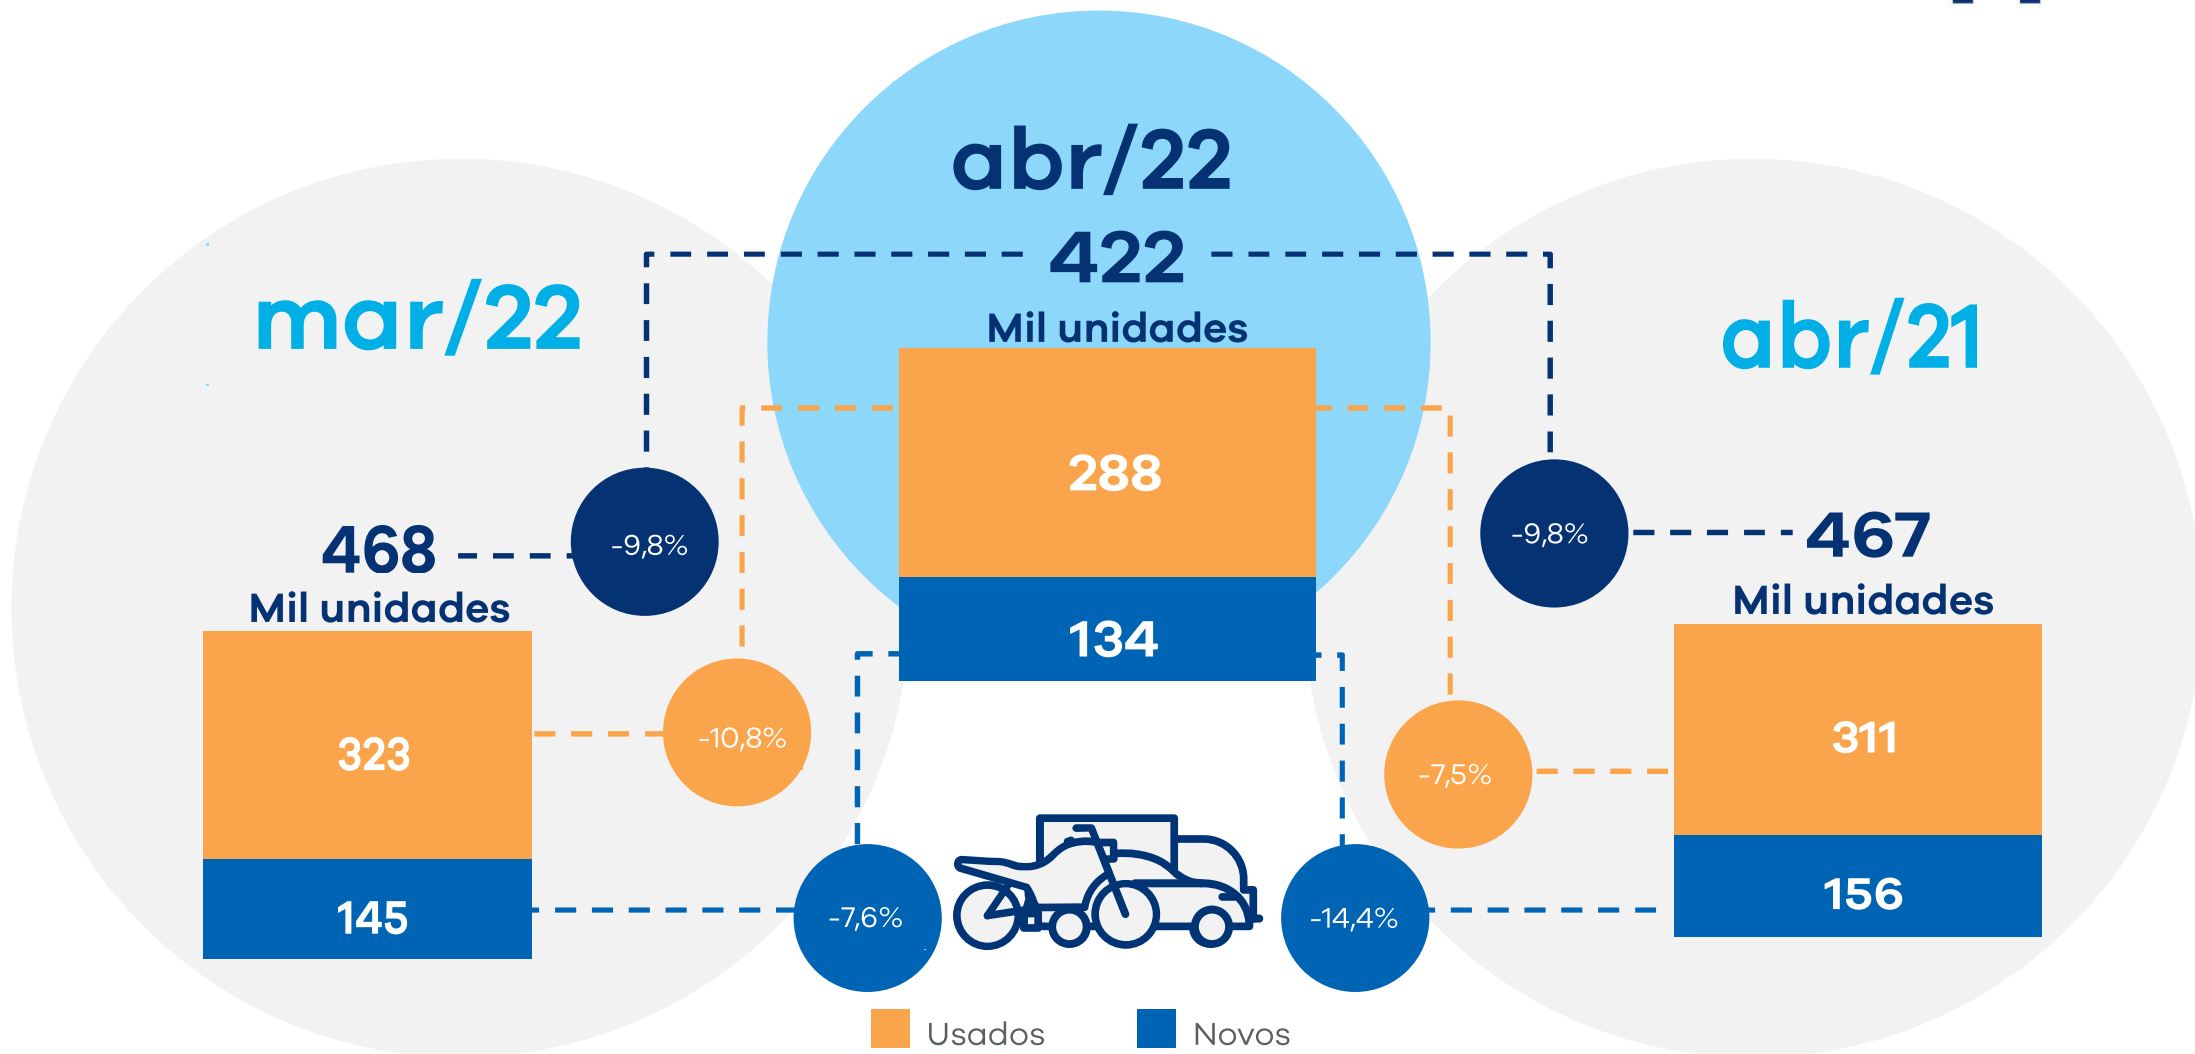 abr/22
422
Mil unidades
288
134
mar/22
468
Mil unidades
323
145
-9,8%
-10,8%
-7,6%
abr/21
467
Mil unidades
311
156
-9,8%
-7,5%
-14,4%
Usados
Novos